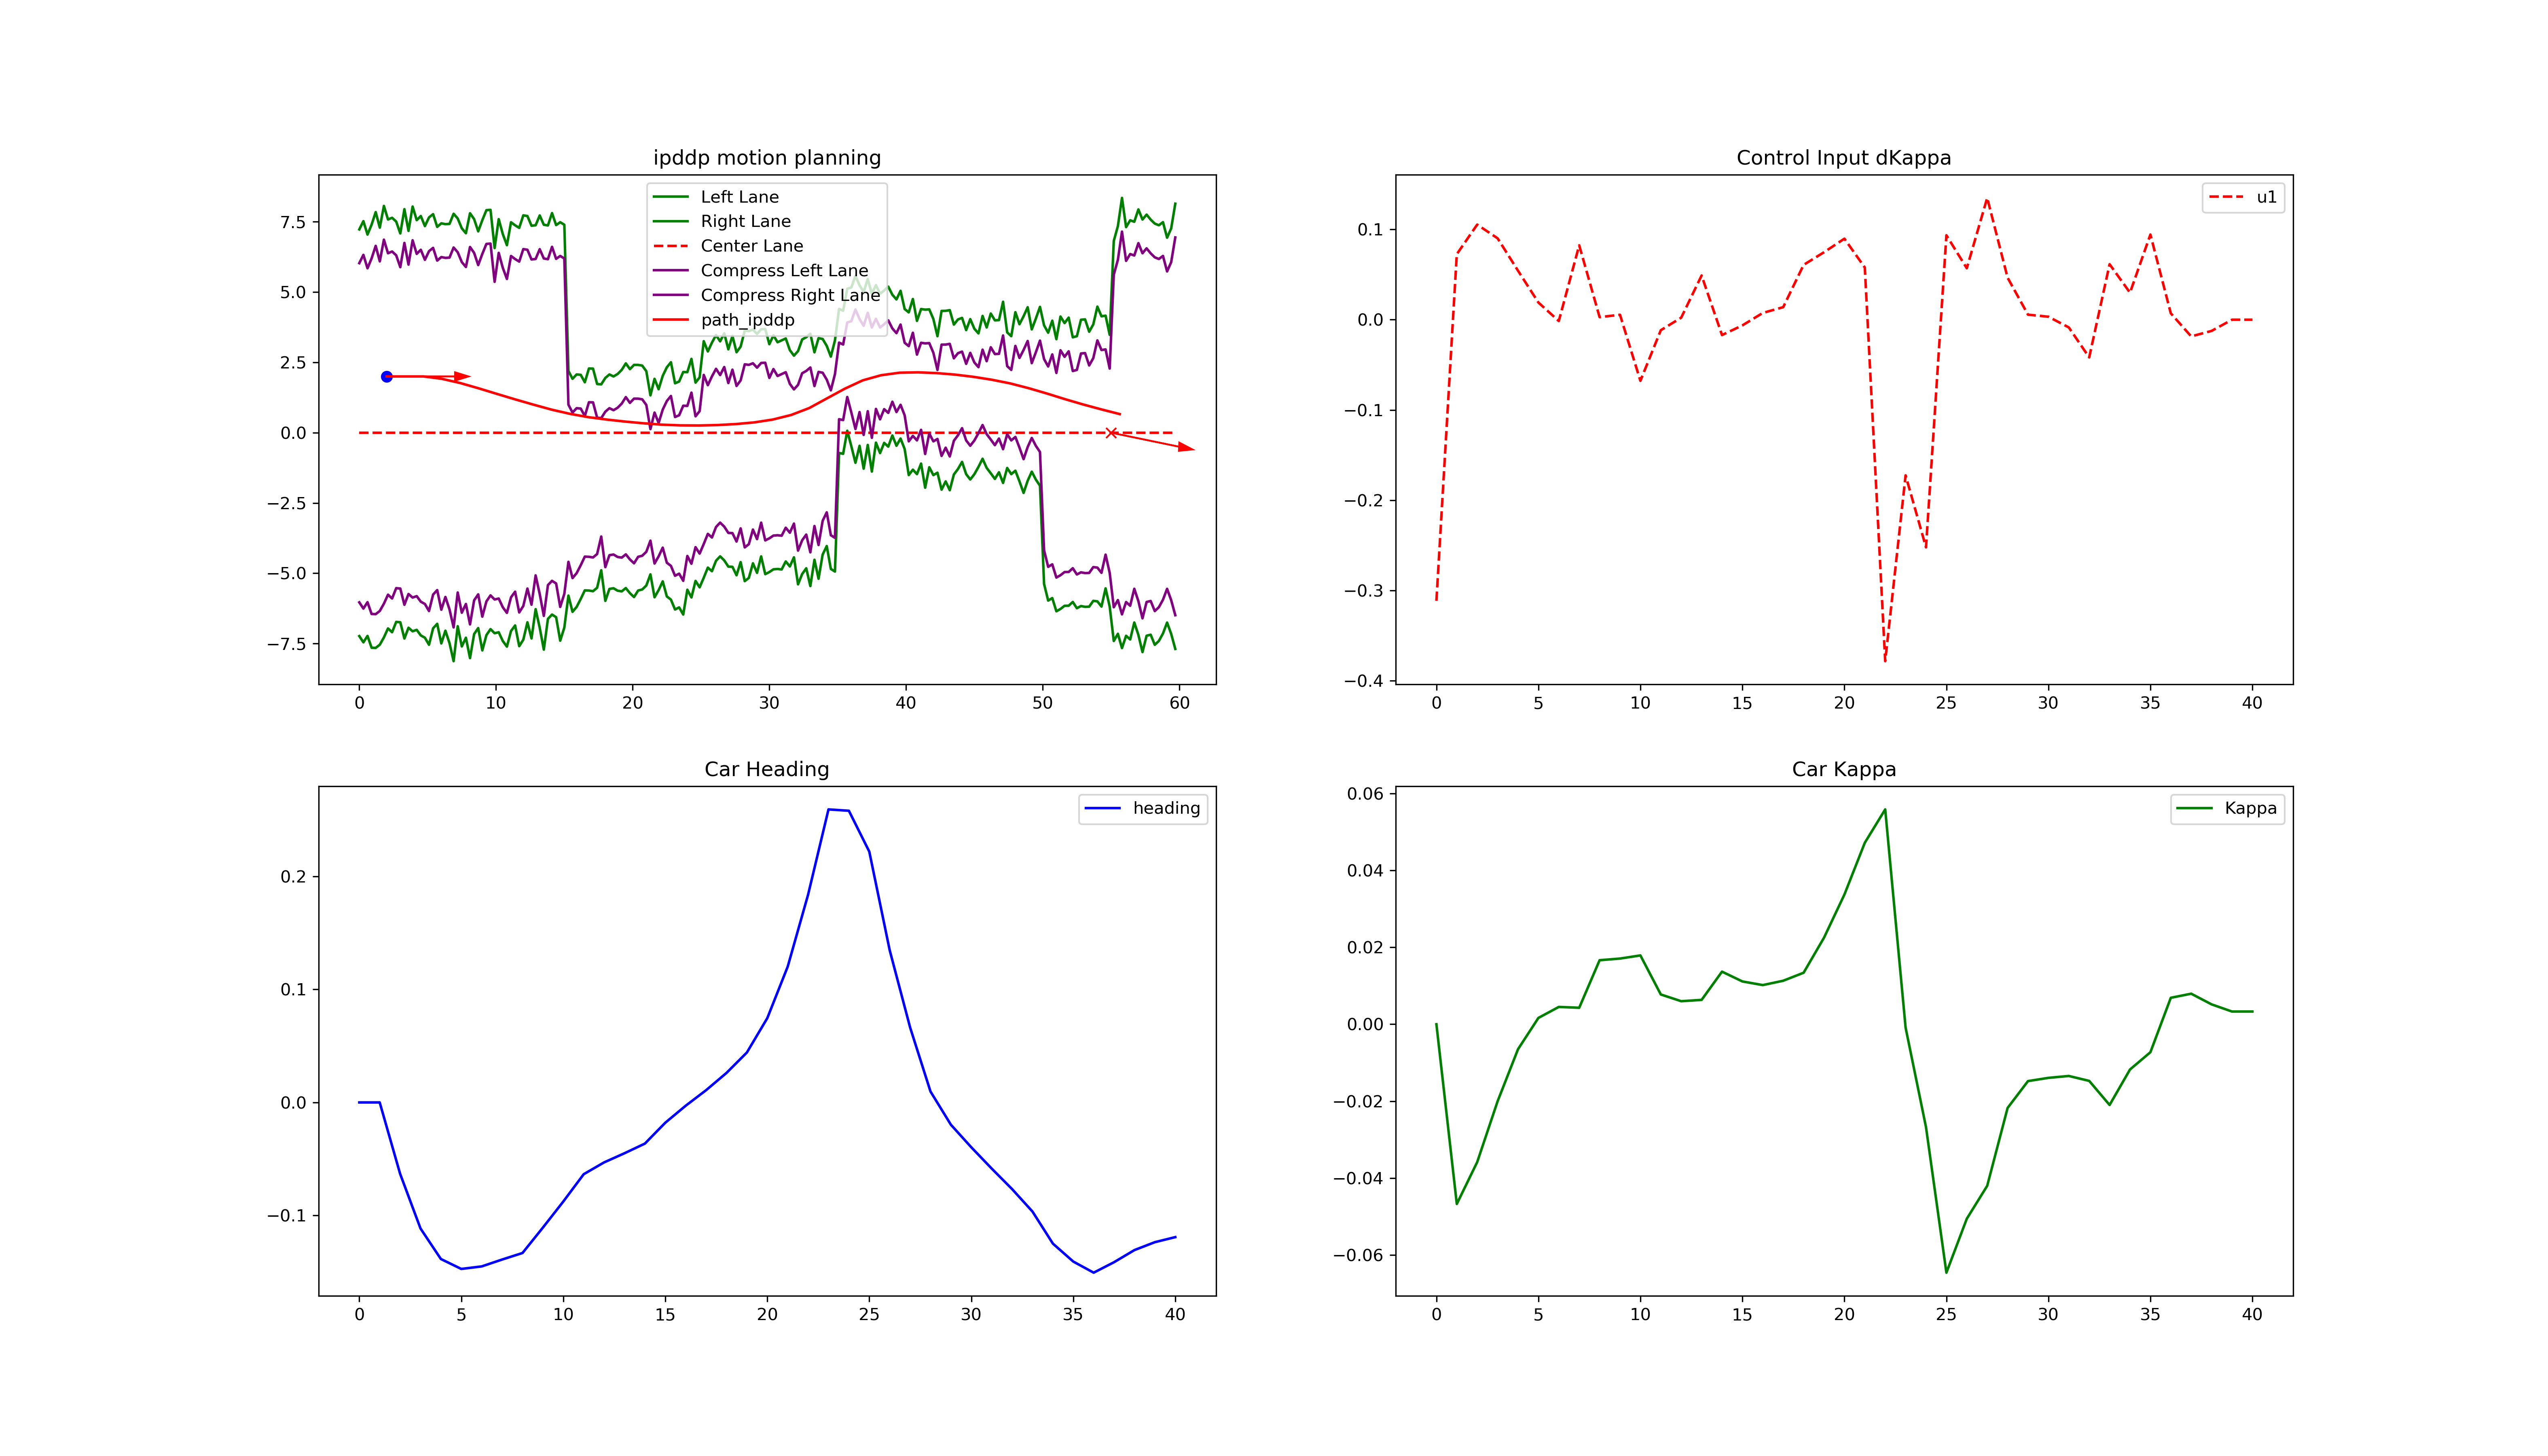 ipddp motion planning
Left Lane
Right Lane
Center Lane
Compress Left Lane
Compress Right Lane
path_ipddp
7.5
5.0
2.5
0.0
−2.5
−5.0
−7.5
0 10 20 30 40 50 60
Control Input dKappa
u1
0.1
0.0
−0.1
−0.2
−0.3
−0.4
0 5 10 15 20 25 30 35 40
Car Heading
heading
0.2
0.1
0.0
−0.1
0 5 10 15 20 25 30 35 40
Car Kappa
Kappa
0.06
0.04
0.02
0.00
−0.02
−0.04
−0.06
0 5 10 15 20 25 30 35 40